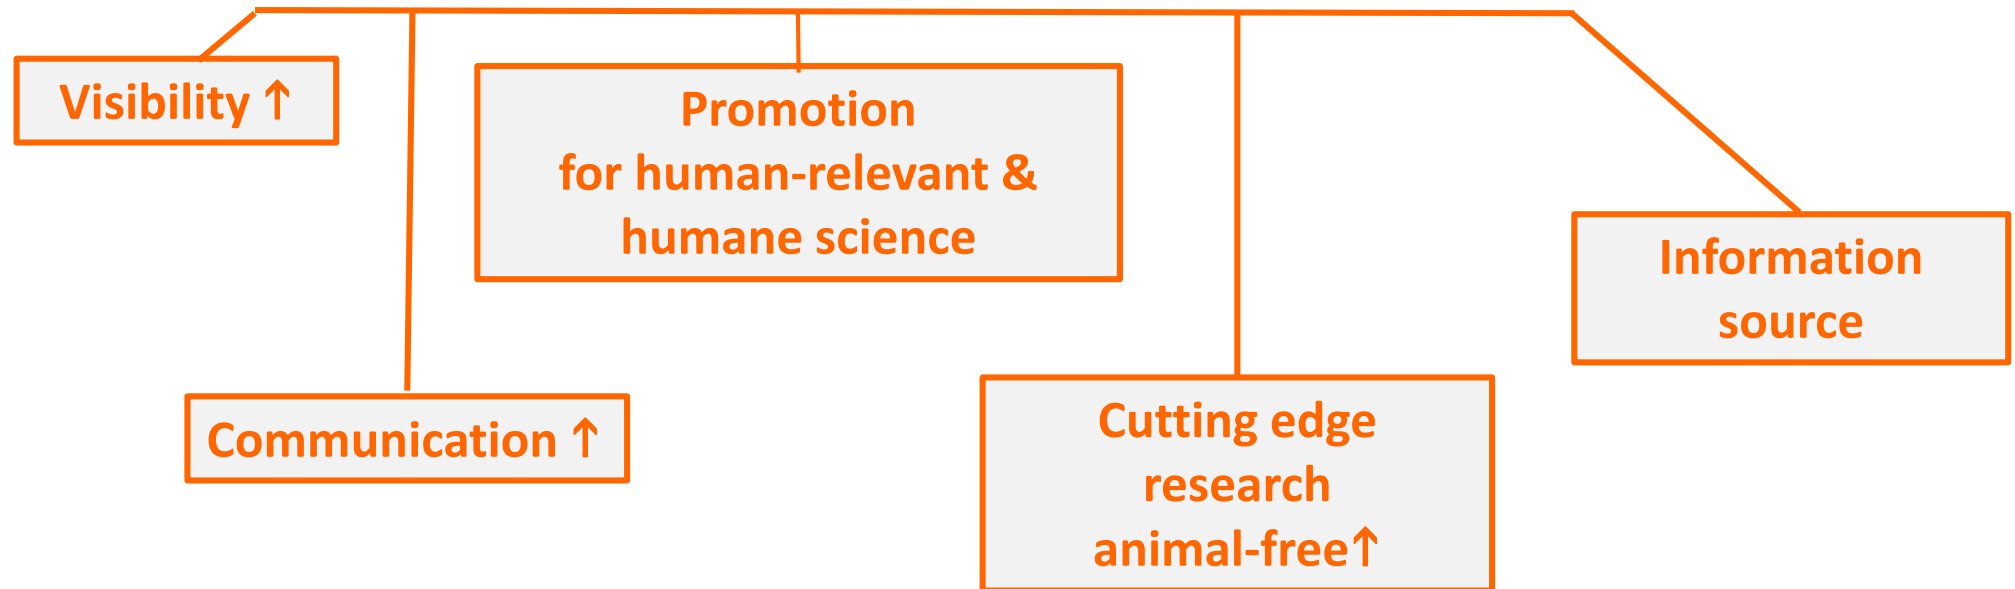 Visibility ↑
Promotion
for human-relevant &
humane science
Information
source
Communication ↑
Cutting edge
research
animal-free↑